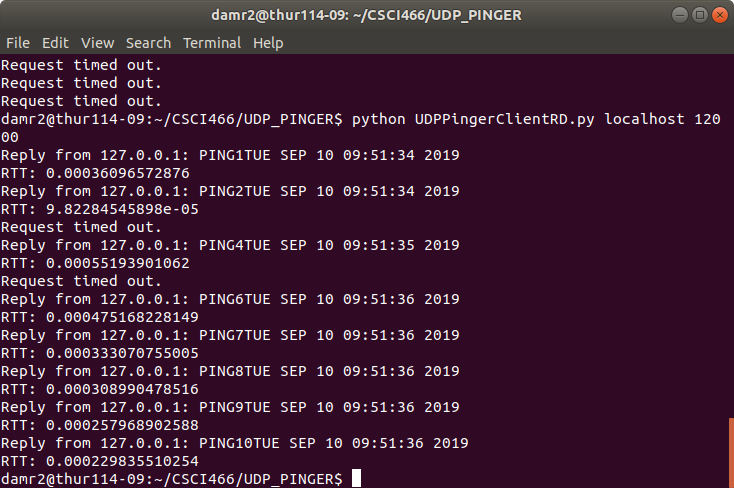 damr2@thur114-09: ~/CSCI466/UDP_PINGER
File Edit View Search Terminal Help
Request timed out.
Request timed out.
Request timed out.
damr2@thur114-09:~/CSCI466/UDP_PINGER$ python UDPPingerClientRD.py localhost 120
00
Reply from 127.0.0.1: PING1TUE SEP 10 09:51:34 2019
RTT: 0.00036096572876
Reply from 127.0.0.1: PING2TUE SEP 10 09:51:34 2019
RTT: 9.82284545898e-05
Request timed out.
Reply from 127.0.0.1: PING4TUE SEP 10 09:51:35 2019
RTT: 0.00055193901062
Request timed out.
Reply from 127.0.0.1: PING6TUE SEP 10 09:51:36 2019
RTT: 0.000475168228149
Reply from 127.0.0.1: PING7TUE SEP 10 09:51:36 2019
RTT: 0.000333070755005
Reply from 127.0.0.1: PING8TUE SEP 10 09:51:36 2019
RTT: 0.000308990478516
Reply from 127.0.0.1: PING9TUE SEP 10 09:51:36 2019
RTT: 0.000257968902588
Reply from 127.0.0.1: PING10TUE SEP 10 09:51:36 2019
RTT: 0.000229835510254
damr2@thur114-09:~/CSCI466/UDP_PINGER$